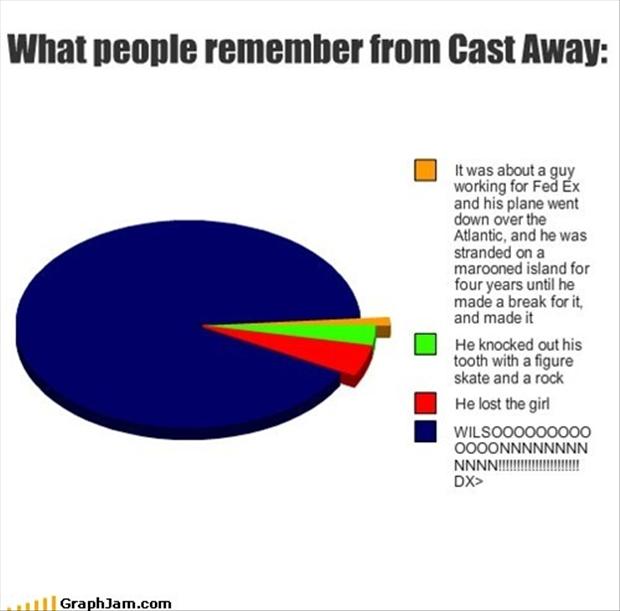 What people remember from Cast Away:
It was about a guy
working for Fed Ex
and his plane went
down over the
Atlantic, and he was
stranded on a
marooned island for
four years until he
made a break for it,
and made it
He knocked out his
tooth with a figure
skate and a rock
He lost the girl
WILSOOOOOOOOO
OOOONNNNNNNN
NNNN!!!!!!!!!!!!!!!!!!!!!!
DX>
GraphJam.com